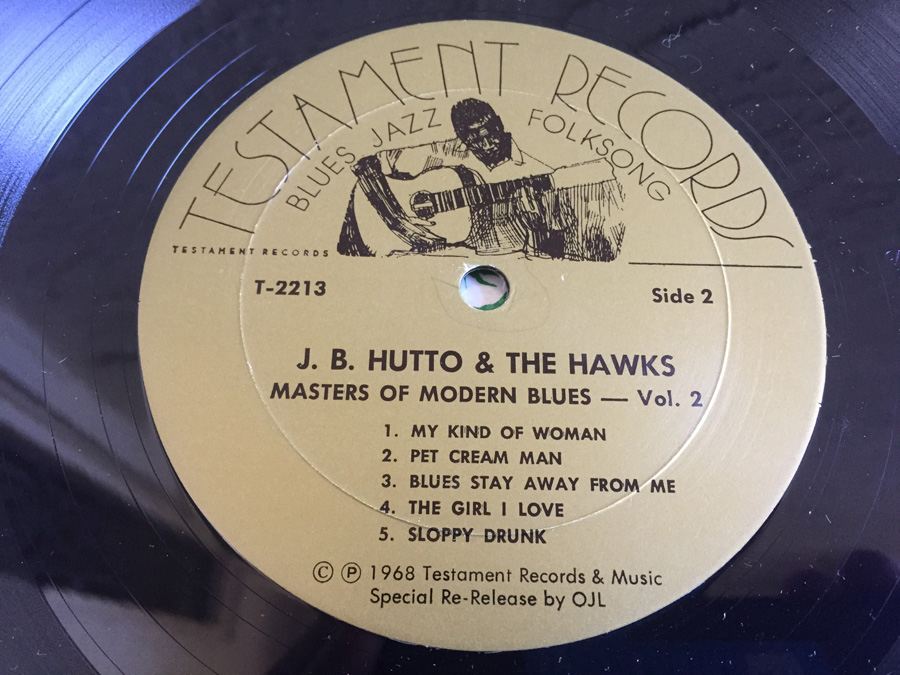 TESTAMENT RECORDS
BLUES JAZZ FOLKSONG
TESTAMENT RECORDS
T-2213
Side 2
J. B. HUTTO & THE HAWKS
MASTERS OF MODERN BLUES — Vol. 2
1. MY KIND OF WOMAN
2. PET CREAM MAN
3. BLUES STAY AWAY FROM ME
4. THE GIRL I LOVE
5. SLOPPY DRUNK
© ℗ 1968 Testament Records & Music
Special Re-Release by OJL